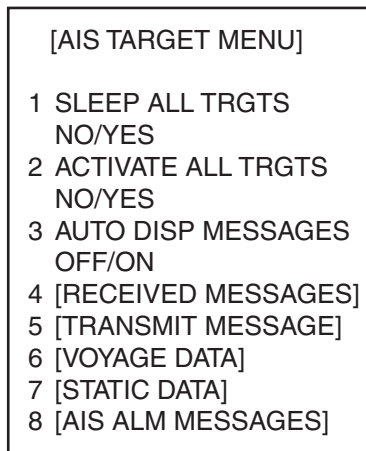 [AIS TARGET MENU]
1 SLEEP ALL TRGTS
NO/YES
2 ACTIVATE ALL TRGTS
NO/YES
3 AUTO DISP MESSAGES
OFF/ON
4 [RECEIVED MESSAGES]
5 [TRANSMIT MESSAGE]
6 [VOYAGE DATA]
7 [STATIC DATA]
8 [AIS ALM MESSAGES]